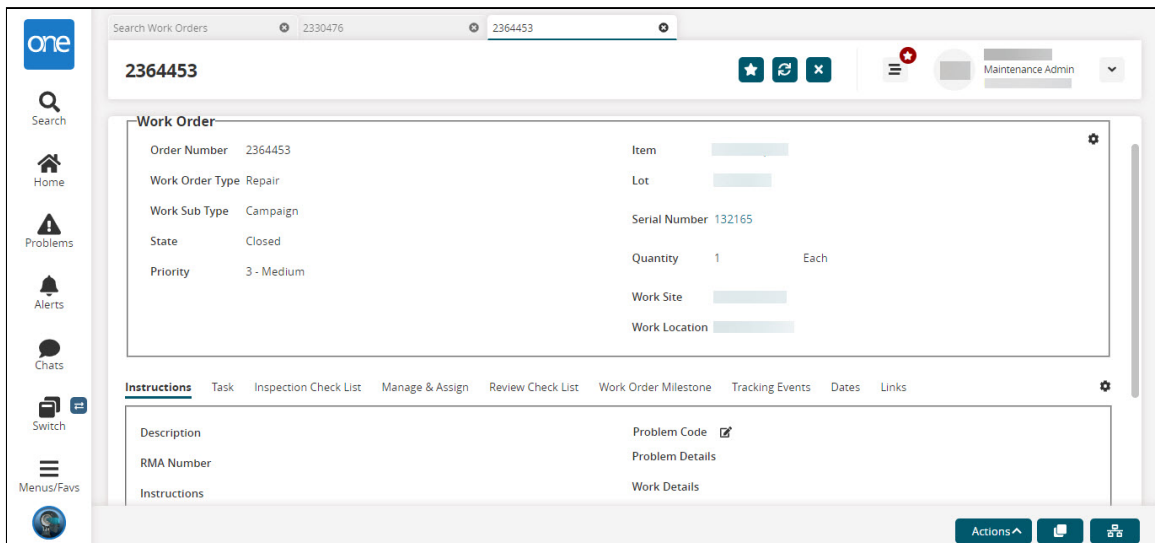 one
Search
Home
Problems
Alerts
Chats
Switch
Menus/Favs
Search Work Orders 2330476 2364453
2364453
Maintenance Admin
Work Order
Order Number 2364453
Work Order Type Repair
Work Sub Type Campaign
State Closed
Priority 3 - Medium
Item
Lot
Serial Number 132165
Quantity 1 Each
Work Site
Work Location
Instructions Task Inspection Check List Manage & Assign Review Check List Work Order Milestone Tracking Events Dates Links
Description
RMA Number
Instructions
Problem Code
Problem Details
Work Details
Actions